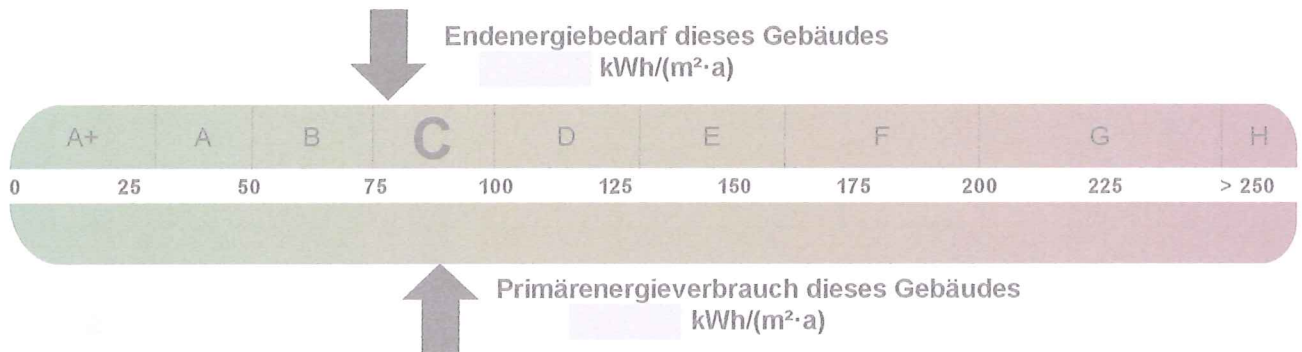 Endenergiebedarf dieses Gebäudes
kWh/(m²·a)
A+ A B C D E F G H
0 25 50 75 100 125 150 175 200 225 > 250
Primärenergieverbrauch dieses Gebäudes
kWh/(m²·a)